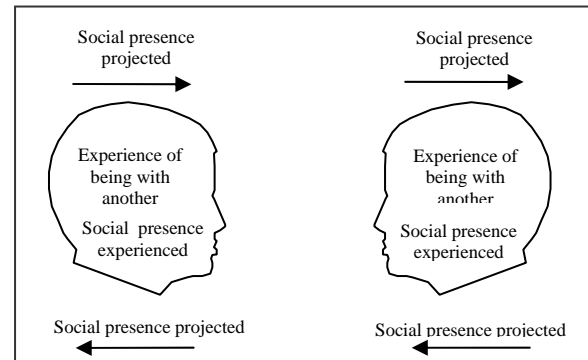 Social presence
projected
Social presence
projected
Experience of
being with
another
Social presence
experienced
Experience of
being with
another
Social presence
experienced
Social presence projected
Social presence projected